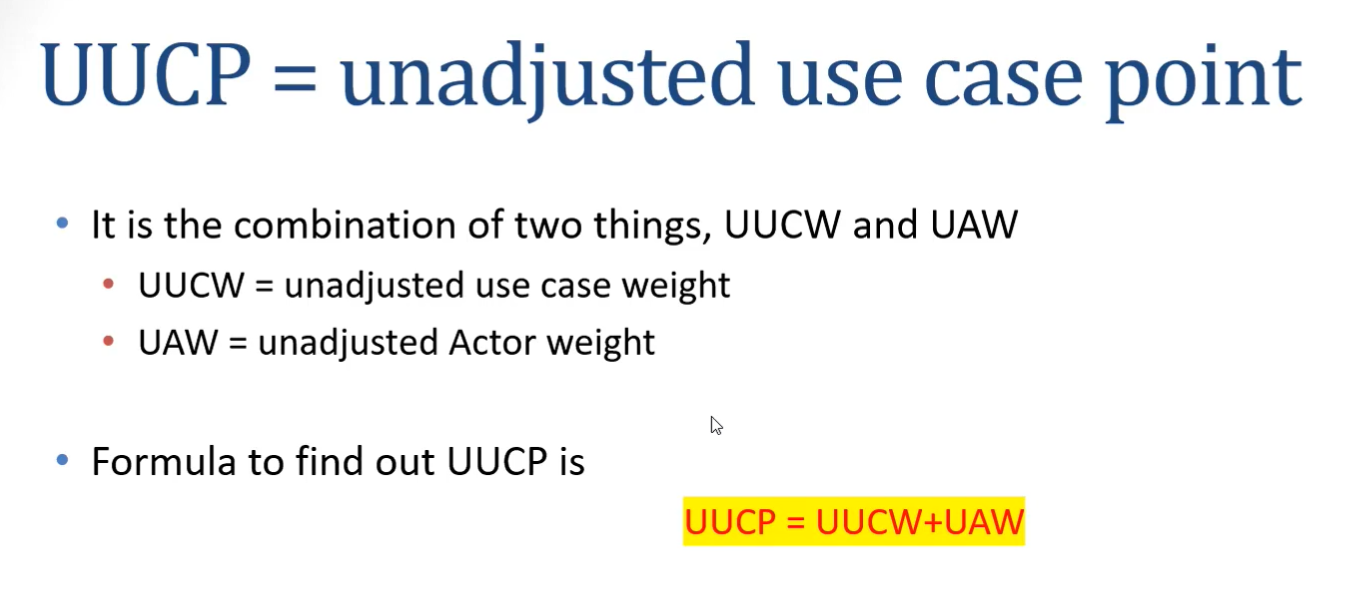 UUCP = unadjusted use case point
• It is the combination of two things, UUCW and UAW
• UUCW = unadjusted use case weight
• UAW = unadjusted Actor weight
• Formula to find out UUCP is
UUCP = UUCW+UAW